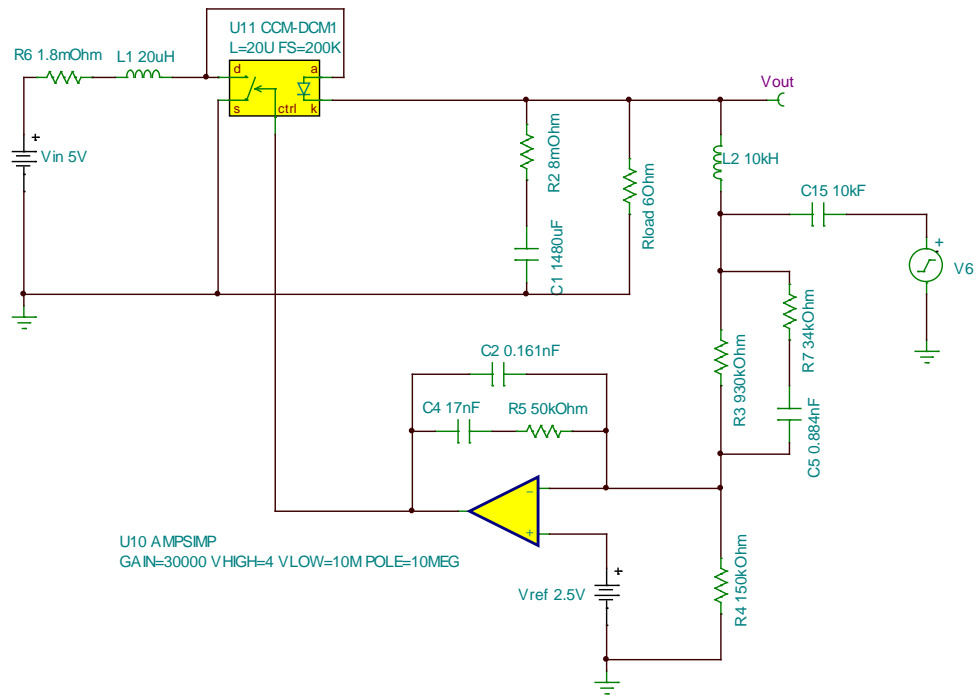 U11 CCM-DCM1
L=20U FS=200K
R6 1.8mOhm
L1 20uH
d
a
s
ctrl
k
Vout
+
Vin 5V
R2 8mOhm
C1 1480uF
Rload 6Ohm
L2 10kH
C15 10kF
+
V6
R7 34kOhm
C5 0.884nF
R3 930kOhm
C2 0.161nF
C4 17nF
R5 50kOhm
-
+
U10 AMPSIMP
GAIN=30000 VHIGH=4 VLOW=10M POLE=10MEG
+
Vref 2.5V
R4 150kOhm